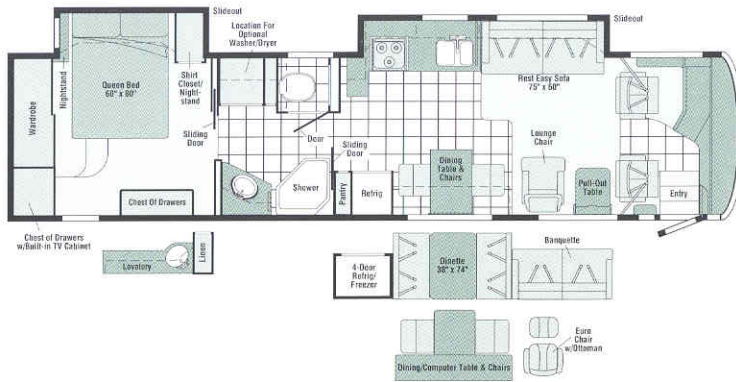 Slideout
Location For
Optional
Washer/Dryer
Slideout
Wardrobe
Nightstand
Queen Bed
60" x 80"
Shirt
Closet/
Night-
stand
Sliding
Door
Door
Sliding
Door
Shower
Rest Easy Sofa
75" x 50"
Lounge
Chair
Dining
Table &
Chairs
Pull-Out
Table
Entry
Pantry
Refrig
Chest Of Drawers
Chest of Drawers
w/Built-in TV Cabinet
Lavatory
Linen
4-Door
Refrig/
Freezer
Dinette
38" x 74"
Banquette
Dining/Computer Table & Chairs
Euro
Chair
w/Ottoman